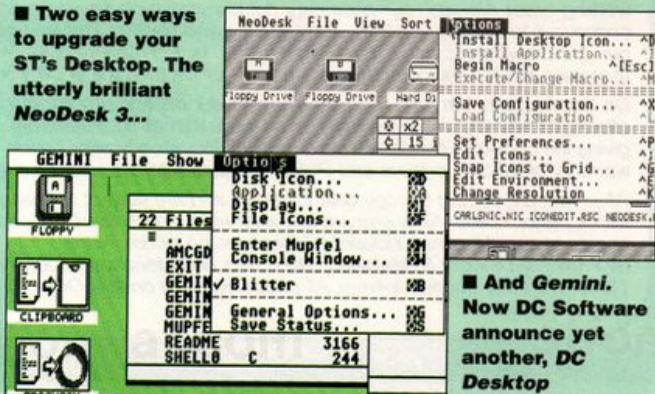 ■ Two easy ways
to upgrade your
ST's Desktop. The
utterly brilliant
NeoDesk 3...
NeoDesk File View Sort Options
Install Desktop Icon... ^D
Install Application... ^I
Begin Macro ^[Esc]
Execute/Change Macro... ^M
Save Configuration... ^X
Load Configuration ^L
Set Preferences... ^P
Edit Icons... ^;
Snap Icons to Grid... ^G
Edit Environment... ^E
Change Resolution ^K
Floppy Drive Floppy Drive Hard Di
x2
15
CARLSNIC.NIC ICONEDIT.RSC NEODESK.
GEMINI File Show Options
Disk Icon... D
Application... A
Display... I
File Icons... F
Enter Mupfel M
Console Window... W
✓ Blitter B
General Options... G
Save Status... S
A
FLOPPY
CLIPBOARD
22 Files
..
AMCGD
EXIT
GEMIN
GEMIN
GEMIN
MUPFE
README 3166
SHELL0 C 244
■ And Gemini.
Now DC Software
announce yet
another, DC
Desktop